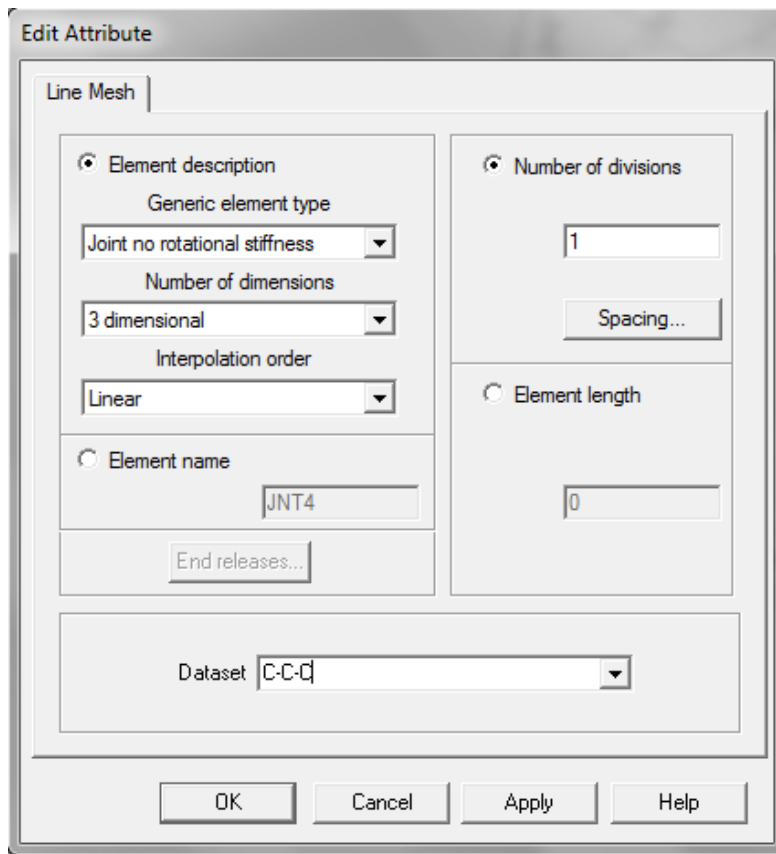 Edit Attribute
Line Mesh
Element description
Generic element type
Joint no rotational stiffness
Number of dimensions
3 dimensional
Interpolation order
Linear
Element name
JNT4
End releases...
Number of divisions
1
Spacing...
Element length
0
Dataset C-C-C
OK Cancel Apply Help